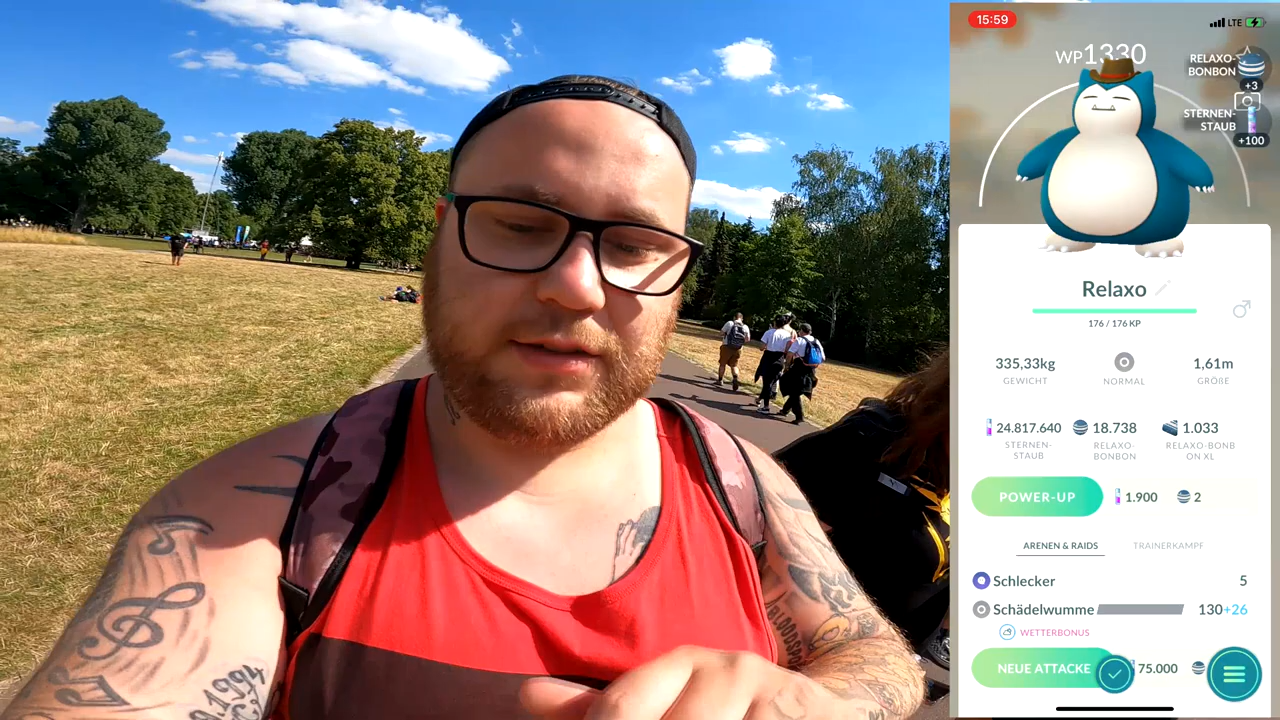 15:59
LTE
WP1330
RELAXO-
BONBON
+3
STERNEN-
STAUB
+100
Relaxo
176 / 176 KP
335,33kg
GEWICHT
NORMAL
1,61m
GRÖßE
24.817.640
STERNEN-
STAUB
18.738
RELAXO-
BONBON
1.033
RELAXO-BONB
ON XL
POWER-UP
1.900
2
ARENEN & RAIDS
TRAINERKAMPF
Schlecker
5
Schädelwumme
130+26
WETTERBONUS
NEUE ATTACKE
75.000
.1994